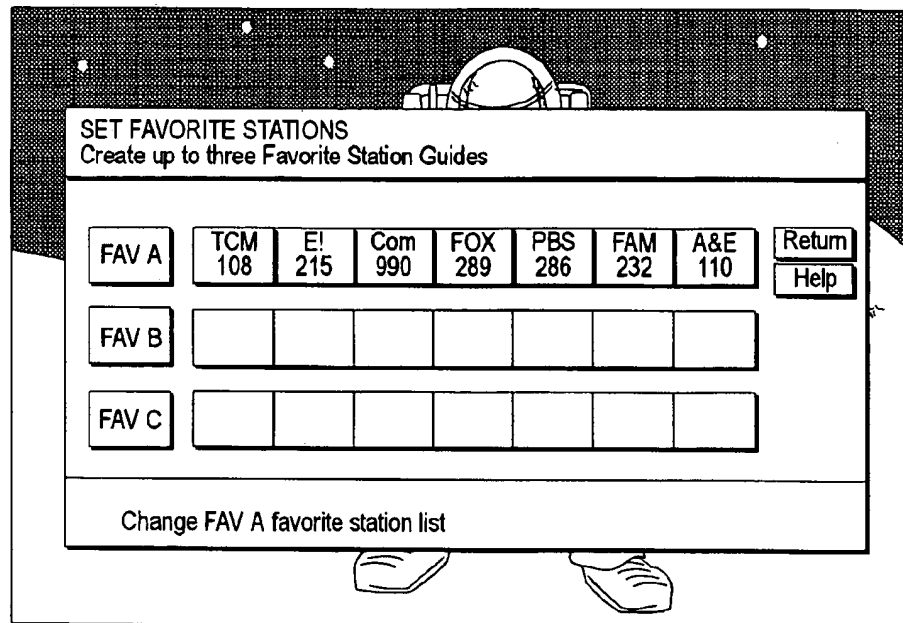 SET FAVORITE STATIONS
Create up to three Favorite Station Guides
FAV A
TCM E! Com FOX PBS FAM A&E
108 215 990 289 286 232 110
Return
Help
FAV B
FAV C
Change FAV A favorite station list